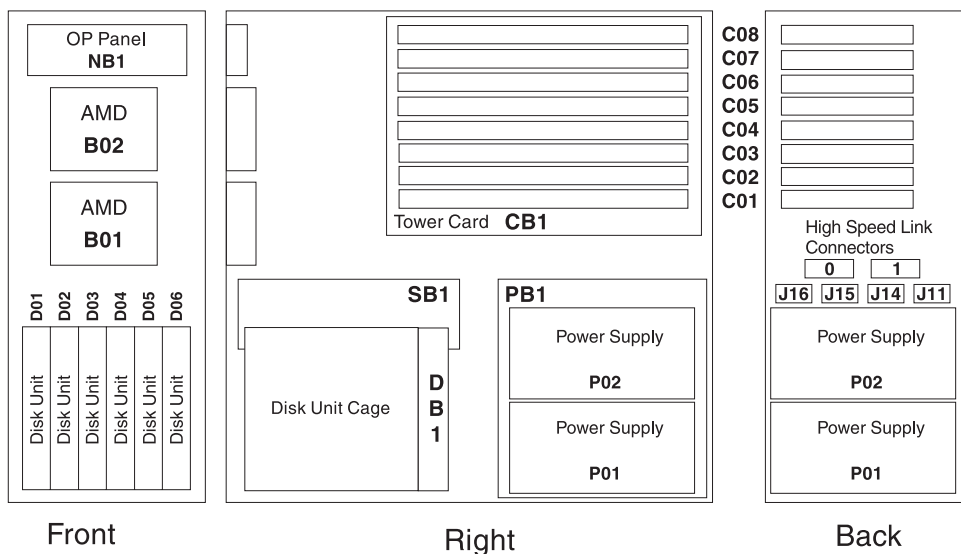 OP Panel
NB1
AMD
B02
AMD
B01
D01 D02 D03 D04 D05 D06
Disk Unit
Disk Unit
Disk Unit
Disk Unit
Disk Unit
Disk Unit
Front
Tower Card CB1
SB1
Disk Unit Cage
DB1
PB1
Power Supply
P02
Power Supply
P01
Right
C08
C07
C06
C05
C04
C03
C02
C01
High Speed Link
Connectors
0 1
J16 J15 J14 J11
Power Supply
P02
Power Supply
P01
Back